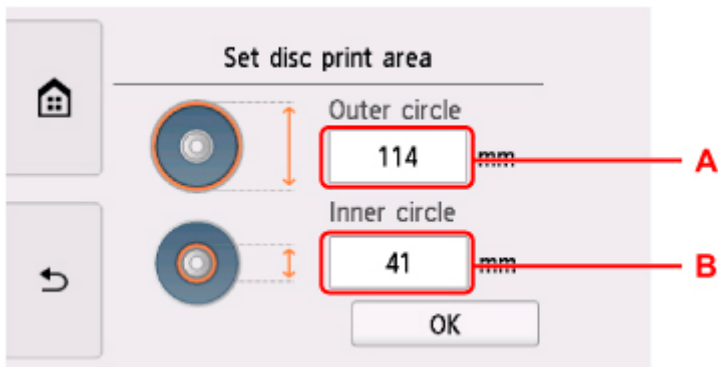 Set disc print area
Outer circle
114 mm
A
Inner circle
41 mm
B
OK